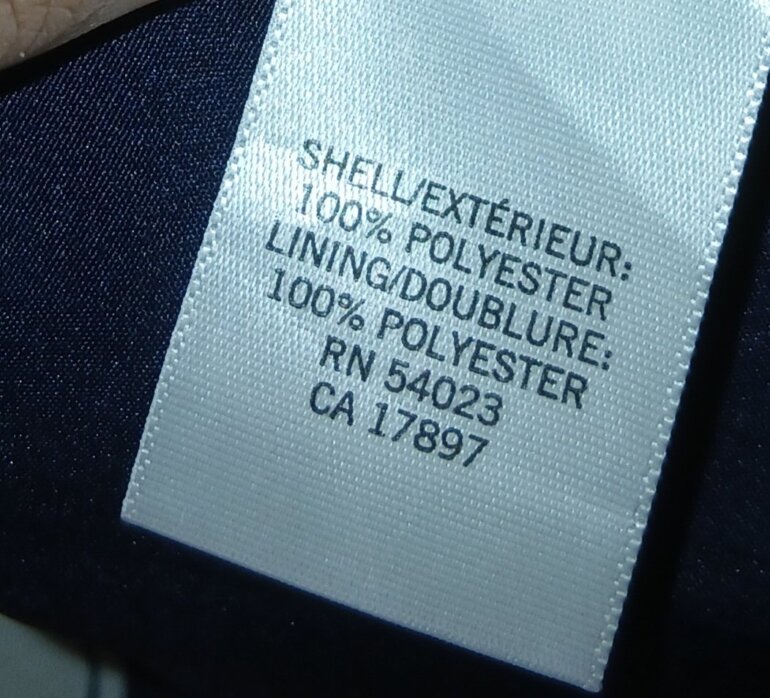 SHELL/EXTÉRIEUR:
100% POLYESTER
LINING/DOUBLURE:
100% POLYESTER
RN 54023
CA 17897